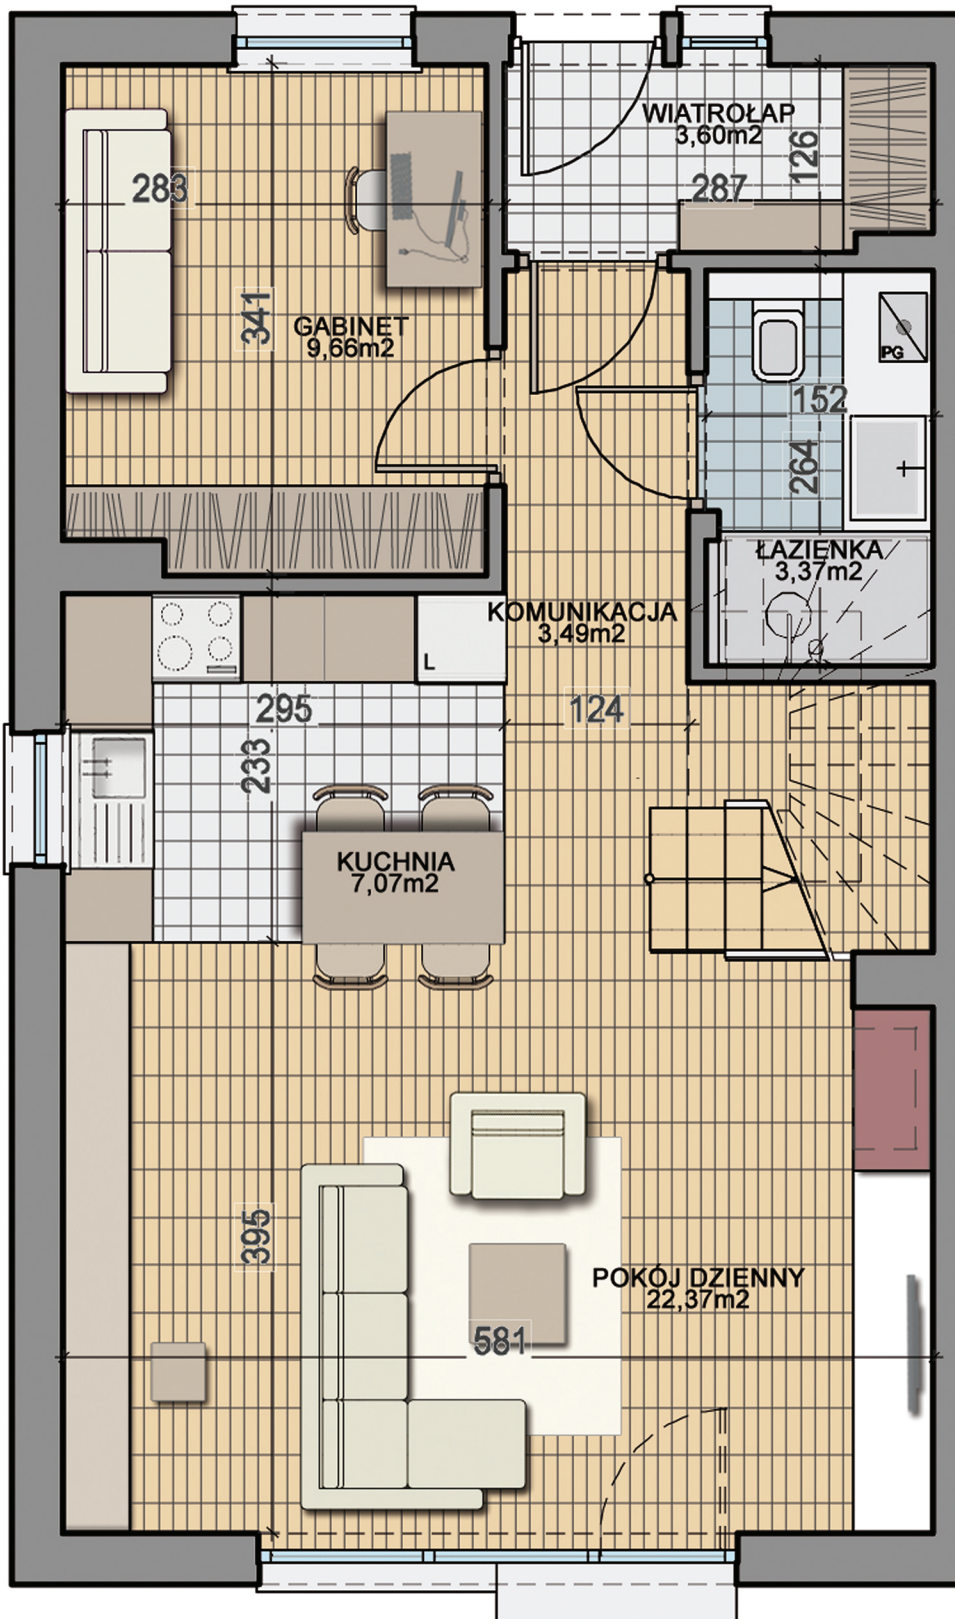 WIATROŁAP
3,60m2
126
283
287
341
GABINET
9,66m2
PG
152
264
ŁAZIENKA
3,37m2
KOMUNIKACJA
3,49m2
L
295
124
233
KUCHNIA
7,07m2
395
POKÓJ DZIENNY
22,37m2
581